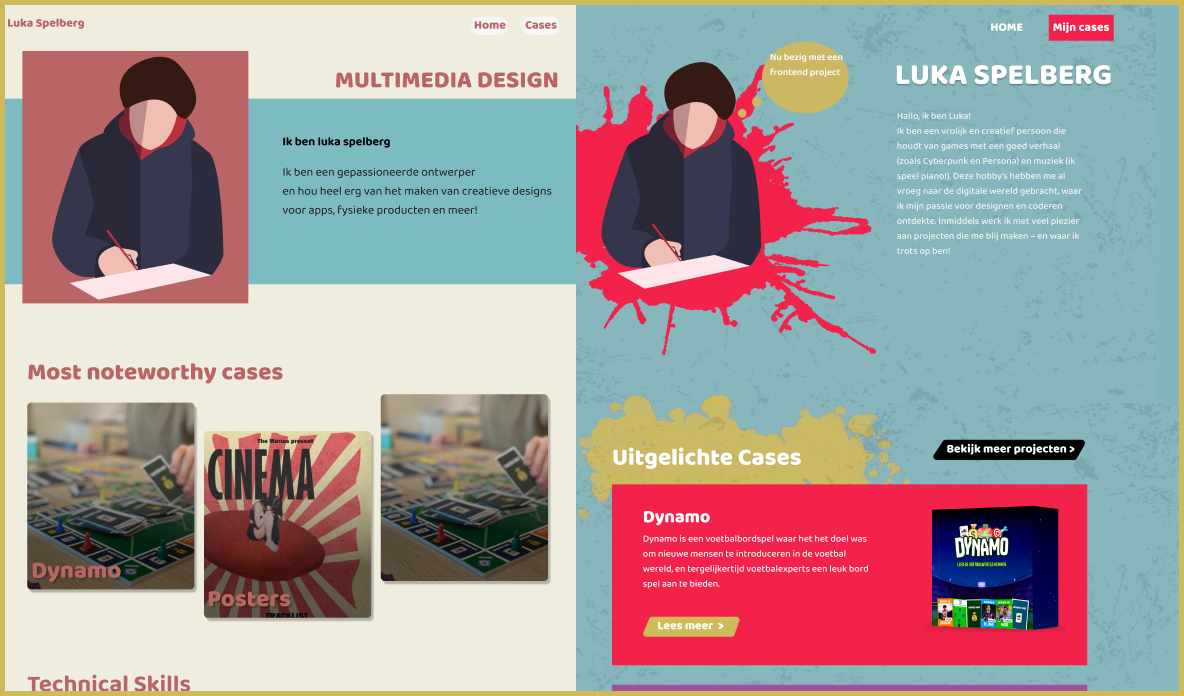 Luka Spelberg
Home
Cases
MULTIMEDIA DESIGN
Ik ben luka spelberg
Ik ben een gepassioneerde ontwerper
en hou heel erg van het maken van creatieve designs
voor apps, fysieke producten en meer!
Most noteworthy cases
Dynamo
The Manas present
CINEMA
Posters
TRACKLIST
Technical Skills
HOME
Mijn cases
Nu bezig met een
frontend project
LUKA SPELBERG
Hallo, ik ben Luka!
Ik ben een vrolijk en creatief persoon die
houdt van games met een goed verhaal
(zoals Cyberpunk en Persona) en muziek (ik
speel piano!). Deze hobby's hebben me al
vroeg naar de digitale wereld gebracht, waar
ik mijn passie voor designen en coderen
ontdekte. Inmiddels werk ik met veel plezier
aan projecten die me blij maken – en waar ik
trots op ben!
Uitgelichte Cases
Bekijk meer projecten >
Dynamo
Dynamo is een voetbalbordspel waar het het doel was
om nieuwe mensen te introduceren in de voetbal
wereld, en tergelijkertijd voetbalexperts een leuk bord
spel aan te bieden.
Lees meer >
DYNAMO
LEER DE VOETBALWERELD KENNEN